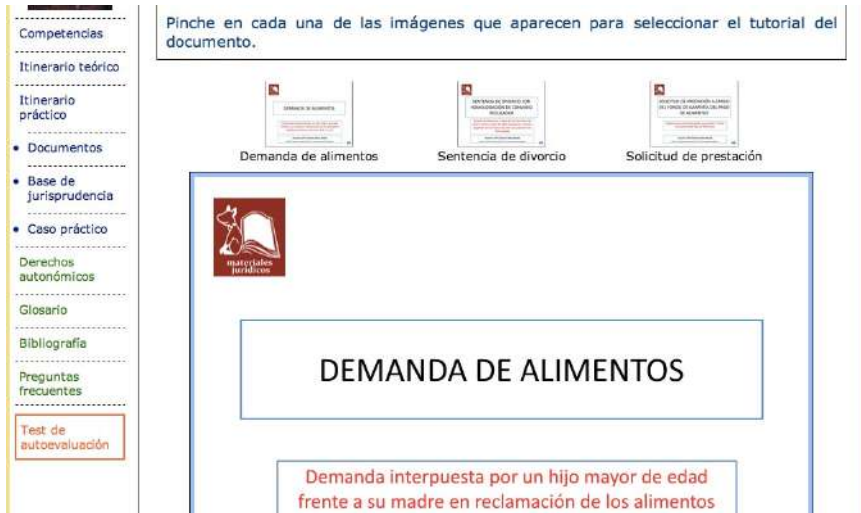 Competencias
Itinerario teórico
Itinerario
práctico
Documentos
Base de
jurisprudencia
Caso práctico
Derechos
autonómicos
Glosario
Bibliografía
Preguntas
frecuentes
Test de
autoevaluación
Pinche en cada una de las imágenes que aparecen para seleccionar el tutorial del
documento.
DEMANDA DE ALIMENTOS
Demanda de alimentos
Sentencia de divorcio
Solicitud de prestación
materiales
jurídicos
DEMANDA DE ALIMENTOS
Demanda interpuesta por un hijo mayor de edad
frente a su madre en reclamación de los alimentos